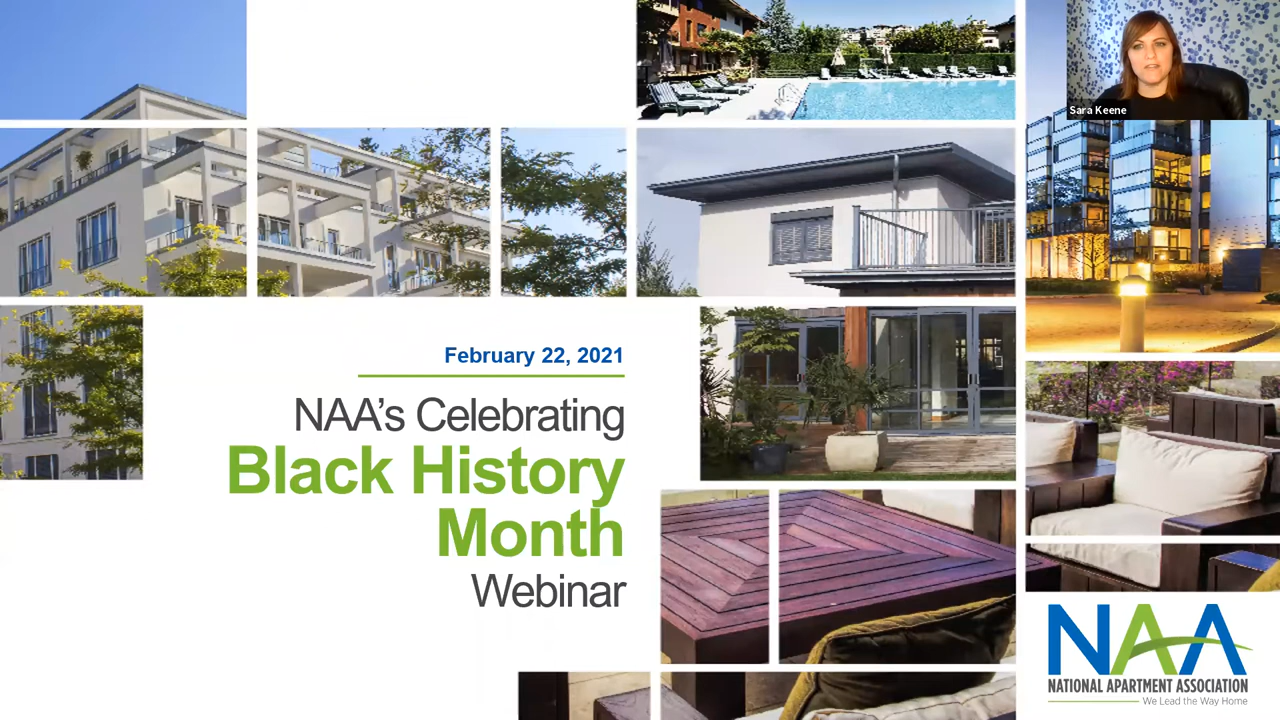 Sara Keene
February 22, 2021
NAA’s Celebrating
Black History
Month
Webinar
NAA
NATIONAL APARTMENT ASSOCIATION
We Lead the Way Home